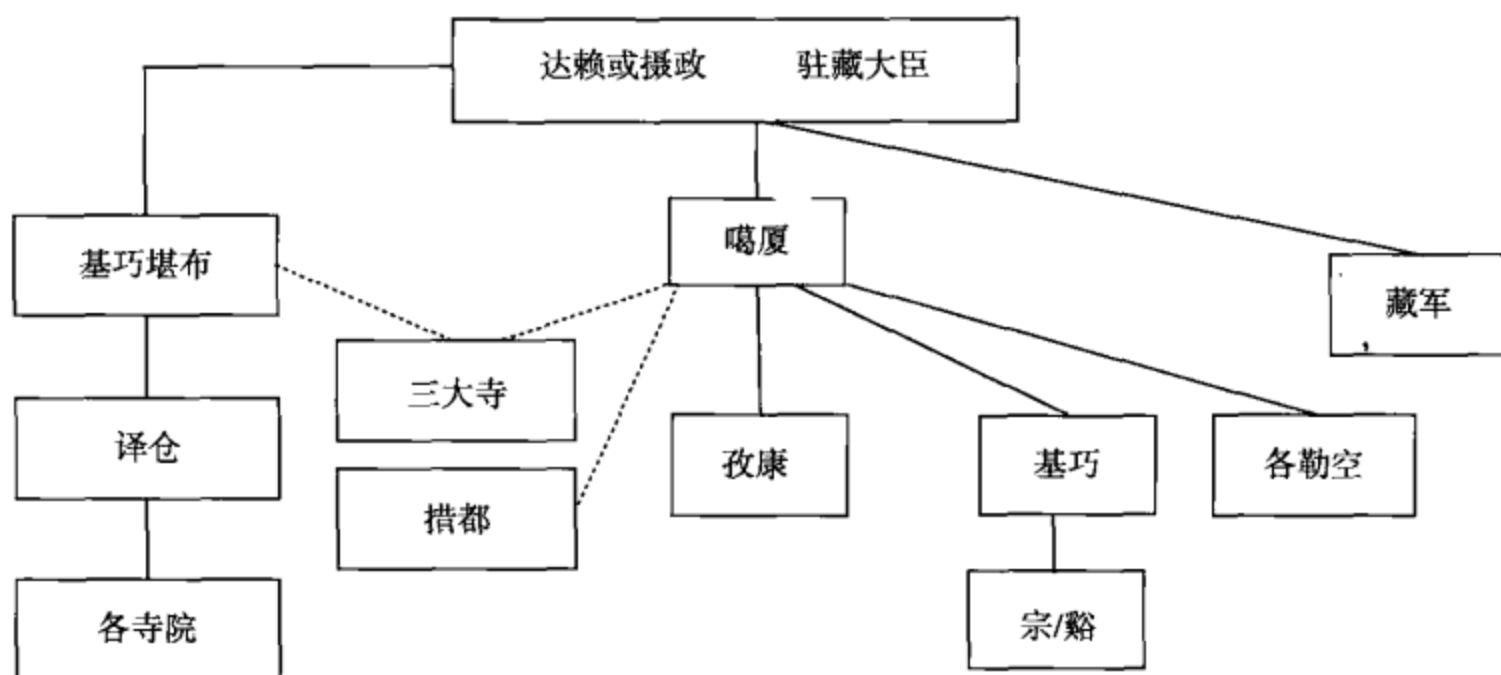 达赖或摄政 驻藏大臣
基巧堪布
噶厦
藏军
三大寺
译仓
措都
孜康
基巧
各勒空
各寺院
宗/谿